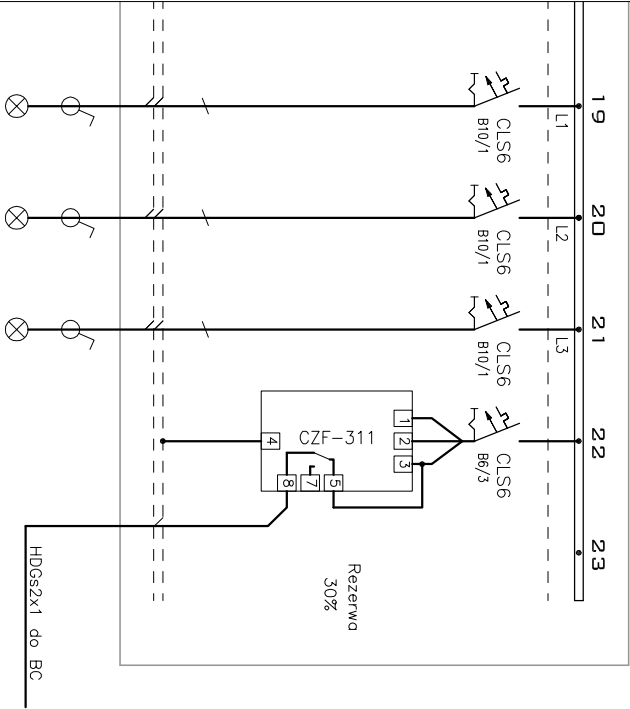 19
20
21
22
23
L1
L2
L3
CLS6
B10/1
CLS6
B10/1
CLS6
B10/1
CLS6
B6/3
CZF-311
1
2
3
4
5
7
8
Rezerwa
30%
HDGs2x1 do BC